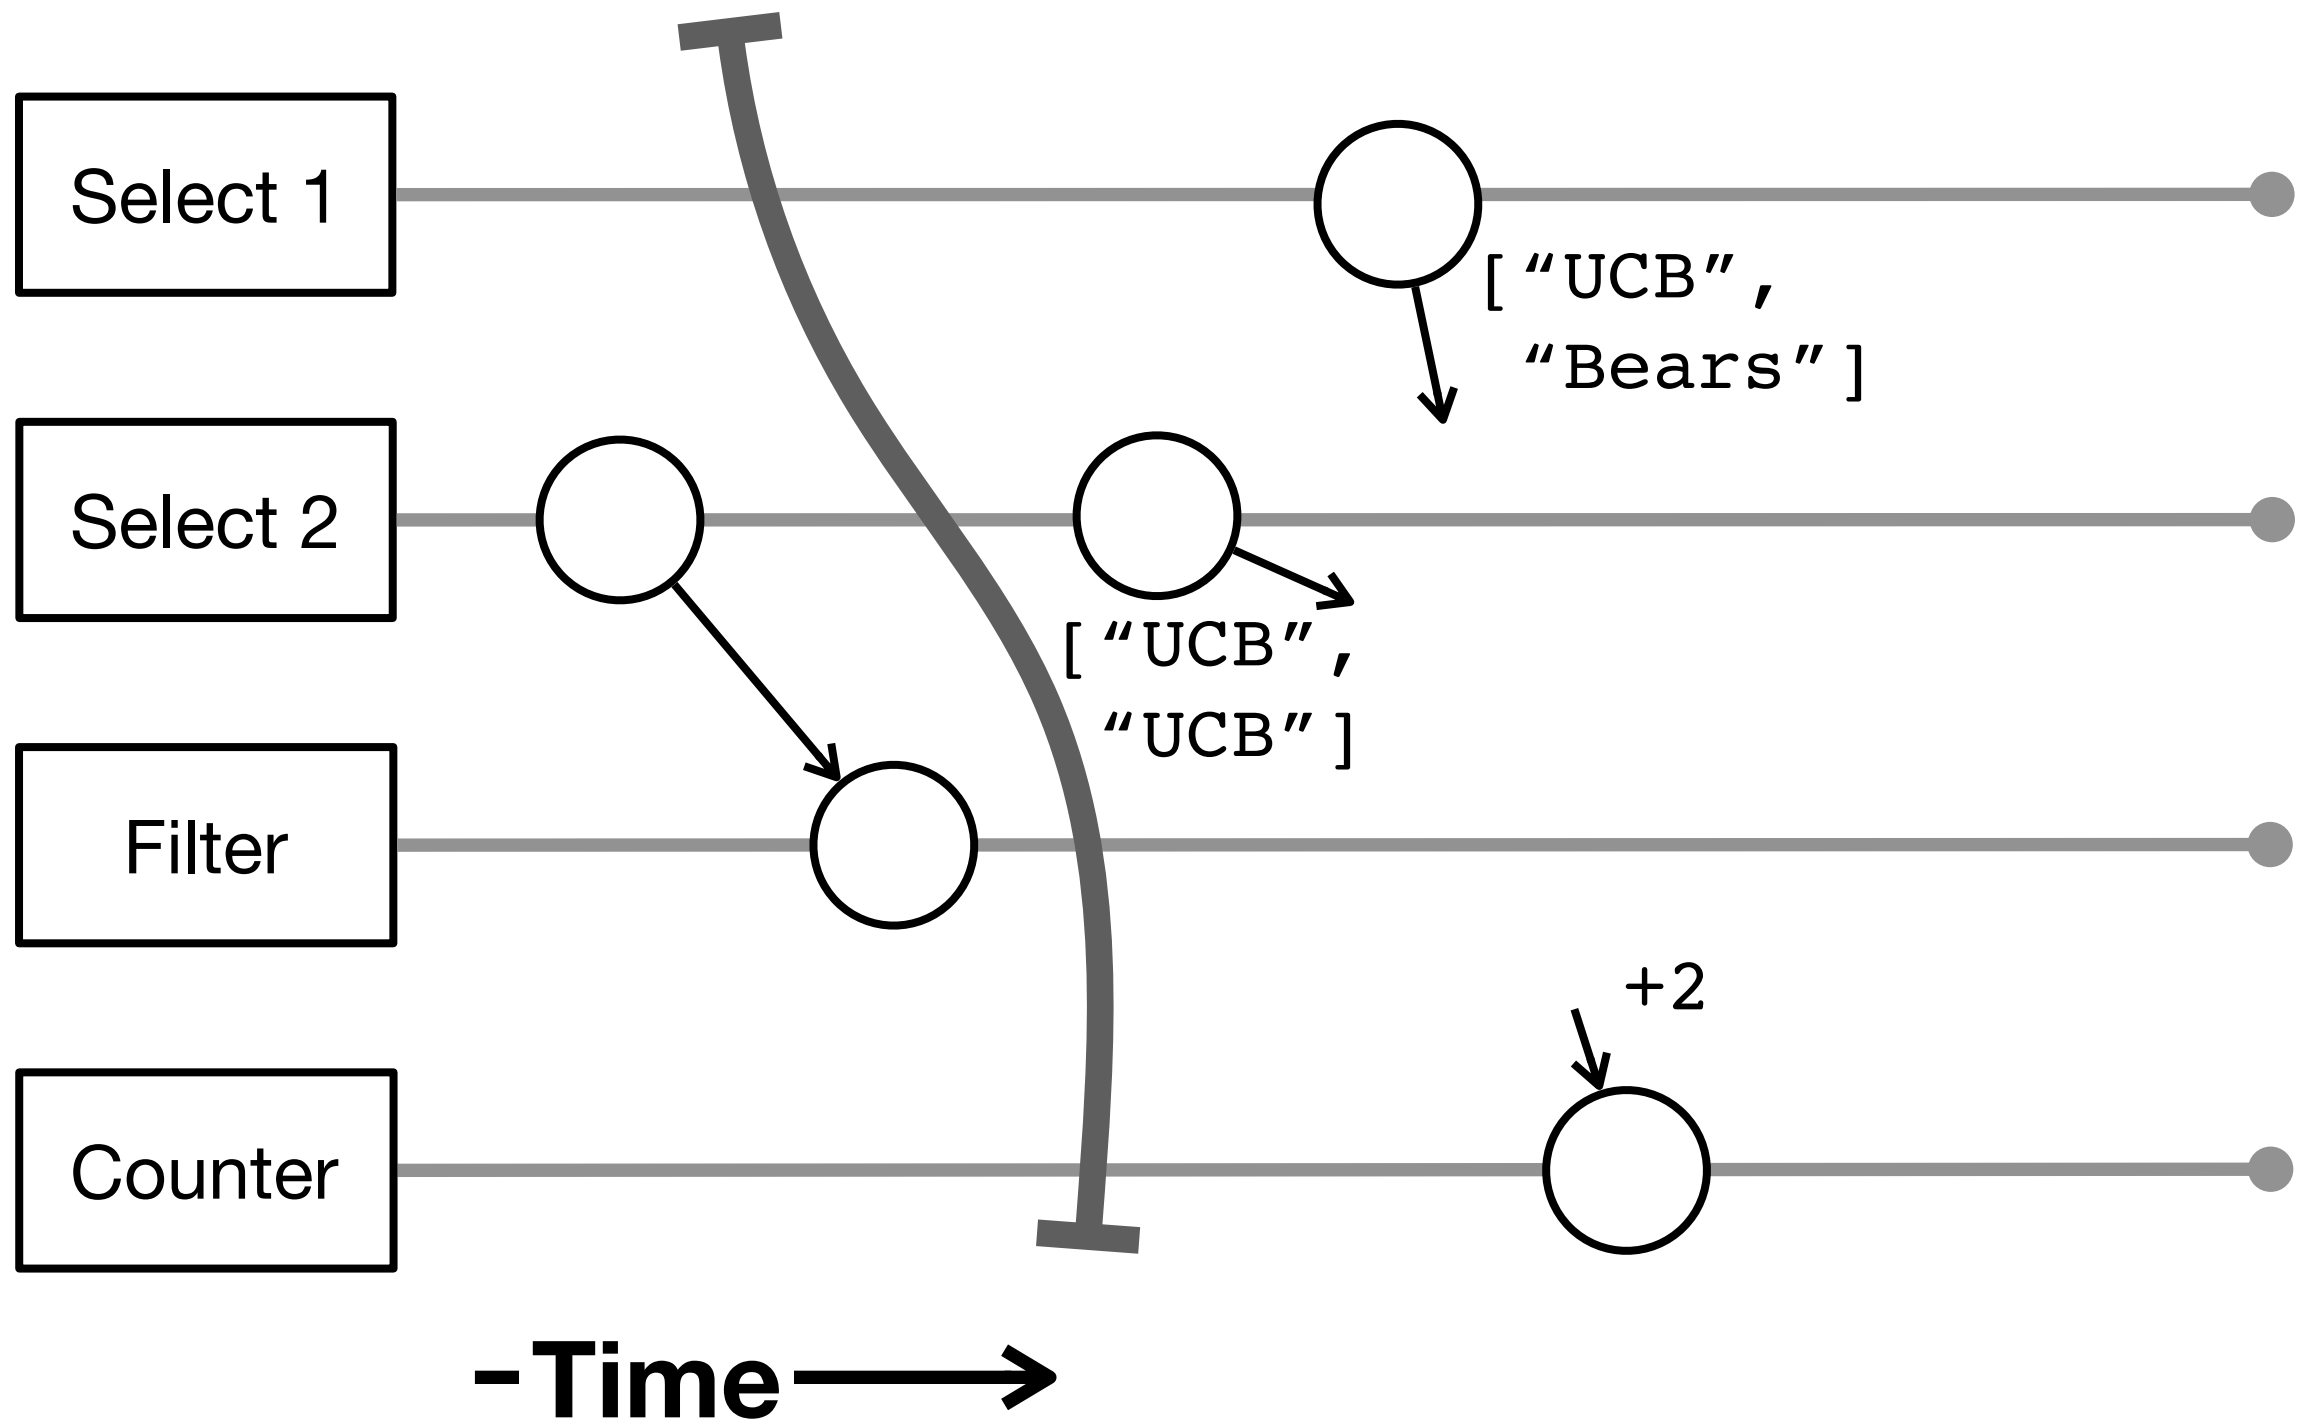 Select 1
[“UCB”,
“Bears”]
Select 2
[“UCB”,
“UCB”]
Filter
+2
Counter
Time